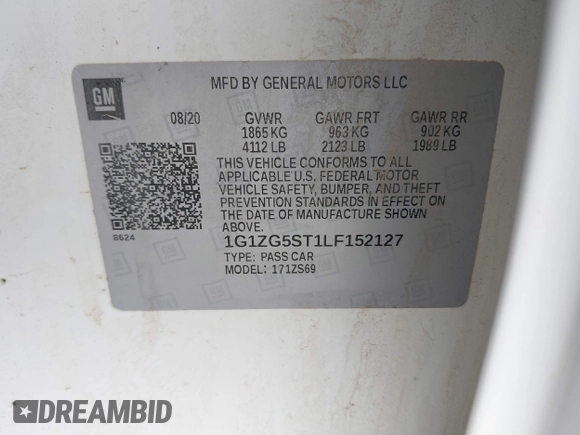 MFD BY GENERAL MOTORS LLC
GM
08/20 GVWR GAWR FRT GAWR RR
1865 KG 963 KG 902 KG
4112 LB 2123 LB 1989 LB
THIS VEHICLE CONFORMS TO ALL
APPLICABLE U.S. FEDERAL MOTOR
VEHICLE SAFETY, BUMPER, AND THEFT
PREVENTION STANDARDS IN EFFECT ON
THE DATE OF MANUFACTURE SHOWN
ABOVE.
8624
1G1ZG5ST1LF152127
TYPE: PASS CAR
MODEL: 171ZS69
DREAMBID